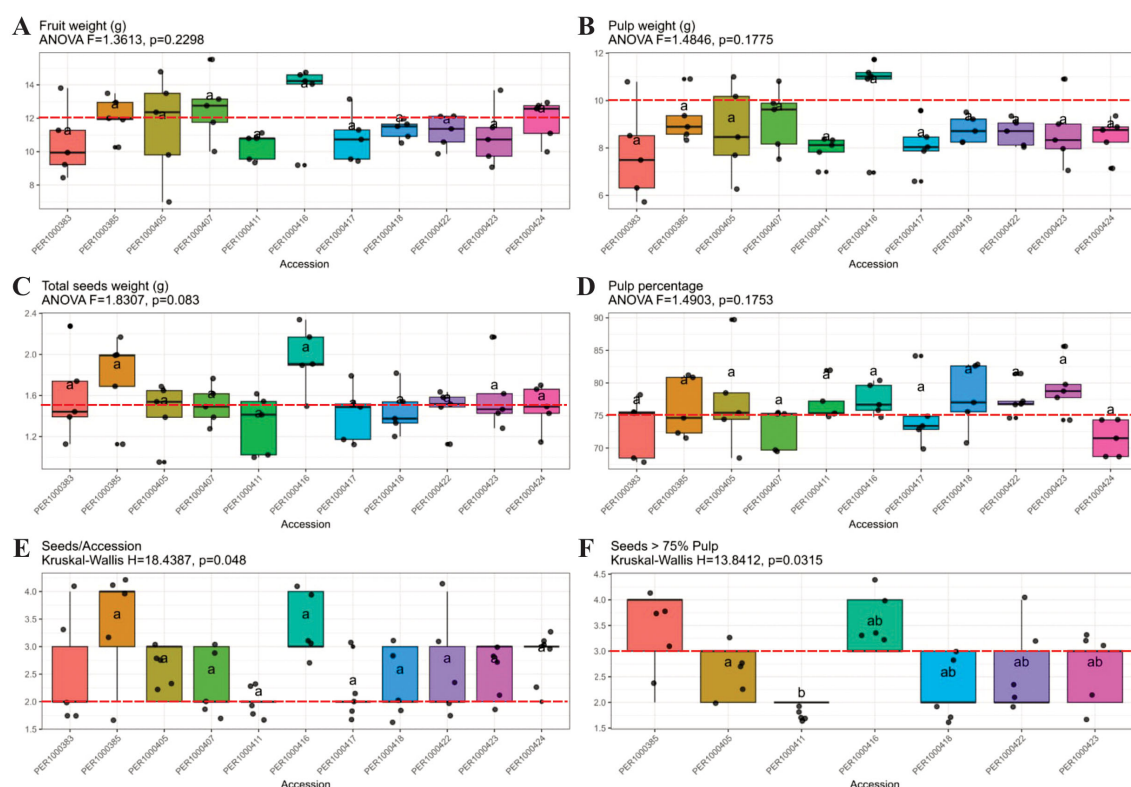 A Fruit weight (g)
ANOVA F=1.3613, p=0.2298
14
12
10
8
a a a a a a a a a a a
PER1000383 PER1000385 PER1000405 PER1000407 PER1000411 PER1000416 PER1000417 PER1000418 PER1000422 PER1000423 PER1000424
Accession
B Pulp weight (g)
ANOVA F=1.4846, p=0.1775
12
10
8
6
a a a a a a a a a a a
PER1000383 PER1000385 PER1000405 PER1000407 PER1000411 PER1000416 PER1000417 PER1000418 PER1000422 PER1000423 PER1000424
Accession
C Total seeds weight (g)
ANOVA F=1.8307, p=0.083
2.4
2.0
1.6
1.2
a a a a a a a a a a a
PER1000383 PER1000385 PER1000405 PER1000407 PER1000411 PER1000416 PER1000417 PER1000418 PER1000422 PER1000423 PER1000424
Accession
D Pulp percentage
ANOVA F=1.4903, p=0.1753
90
85
80
75
70
a a a a a a a a a a a
PER1000383 PER1000385 PER1000405 PER1000407 PER1000411 PER1000416 PER1000417 PER1000418 PER1000422 PER1000423 PER1000424
Accession
E Seeds/Accession
Kruskal-Wallis H=18.4387, p=0.048
4.0
3.5
3.0
2.5
2.0
1.5
a a a a a a a a a a
PER1000383 PER1000385 PER1000405 PER1000407 PER1000411 PER1000416 PER1000417 PER1000418 PER1000422 PER1000423 PER1000424
Accession
F Seeds > 75% Pulp
Kruskal-Wallis H=13.8412, p=0.0315
4.5
4.0
3.5
3.0
2.5
2.0
1.5
a b ab ab ab ab
PER1000385 PER1000405 PER1000411 PER1000416 PER1000418 PER1000422 PER1000423
Accession